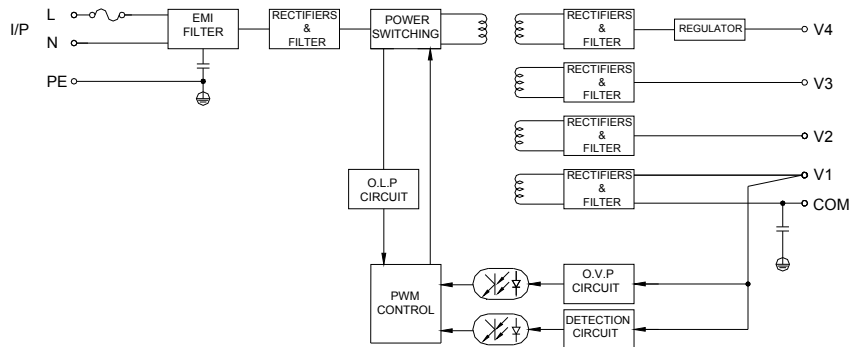 I/P
L
N
PE
EMI
FILTER
RECTIFIERS
&
FILTER
POWER
SWITCHING
RECTIFIERS
&
FILTER
REGULATOR
V4
RECTIFIERS
&
FILTER
V3
RECTIFIERS
&
FILTER
V2
RECTIFIERS
&
FILTER
V1
COM
O.L.P
CIRCUIT
PWM
CONTROL
O.V.P
CIRCUIT
DETECTION
CIRCUIT